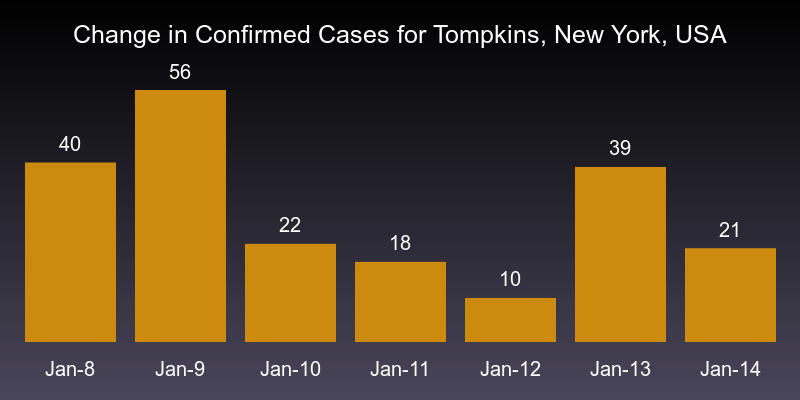 Change in Confirmed Cases for Tompkins, New York, USA
40
56
22
18
10
39
21
Jan-8
Jan-9
Jan-10
Jan-11
Jan-12
Jan-13
Jan-14